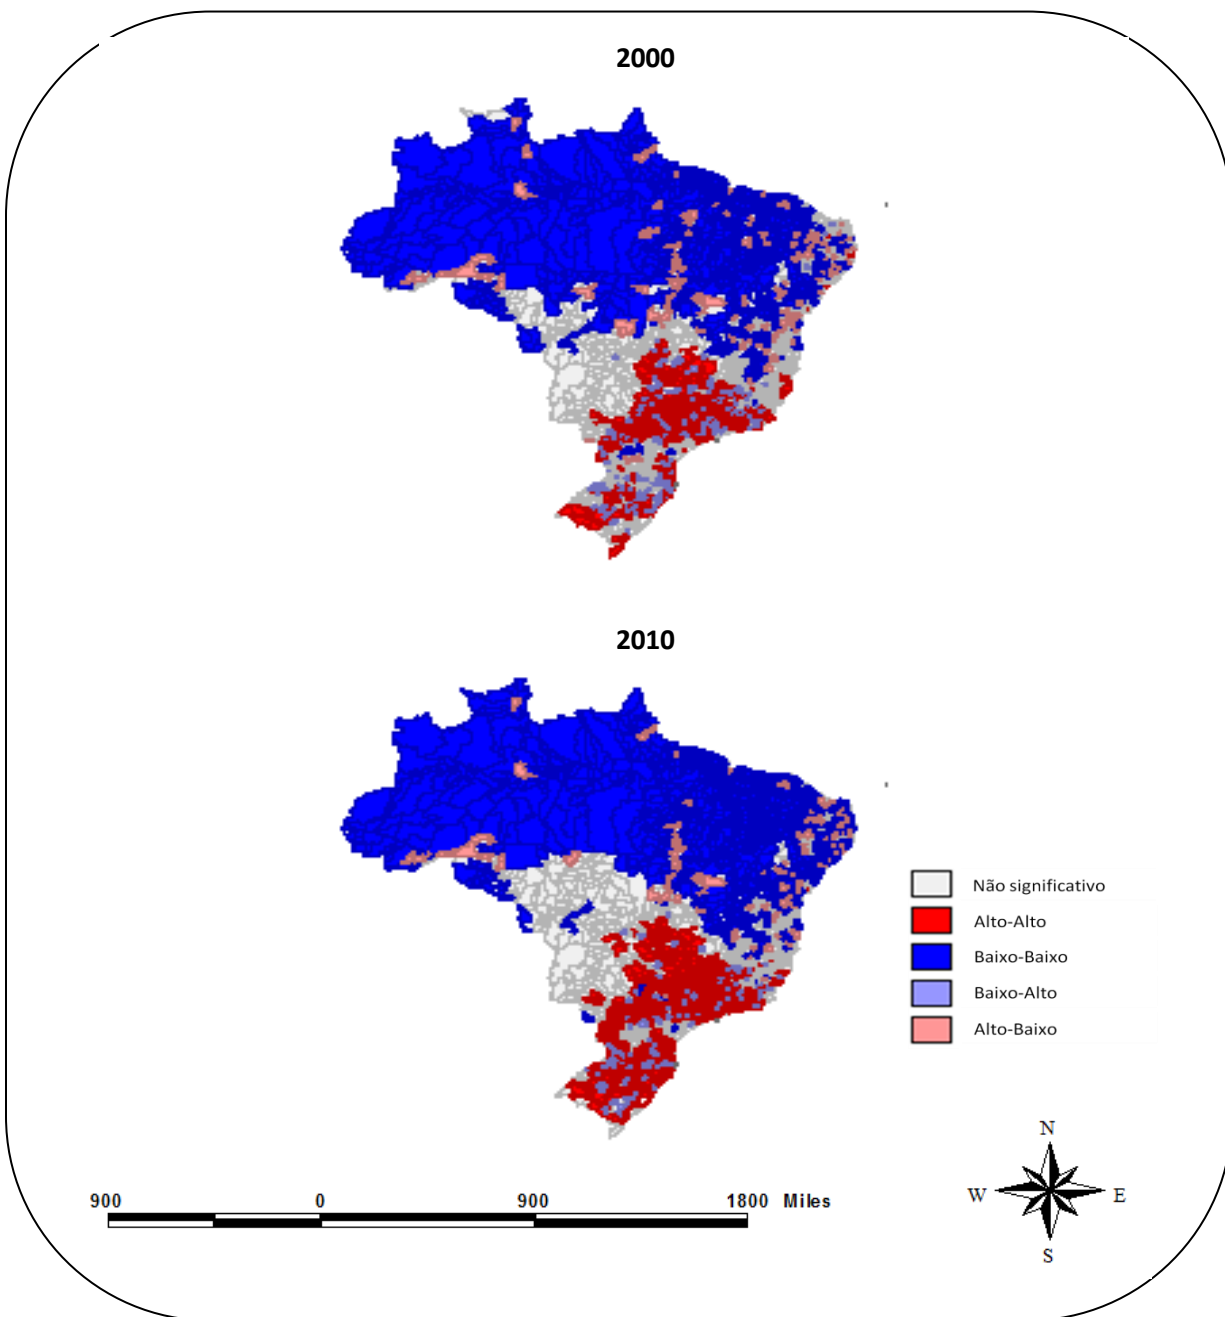 2000
2010
Não significativo
Alto-Alto
Baixo-Baixo
Baixo-Alto
Alto-Baixo
N
W E
S
900 0 900 1800 Miles